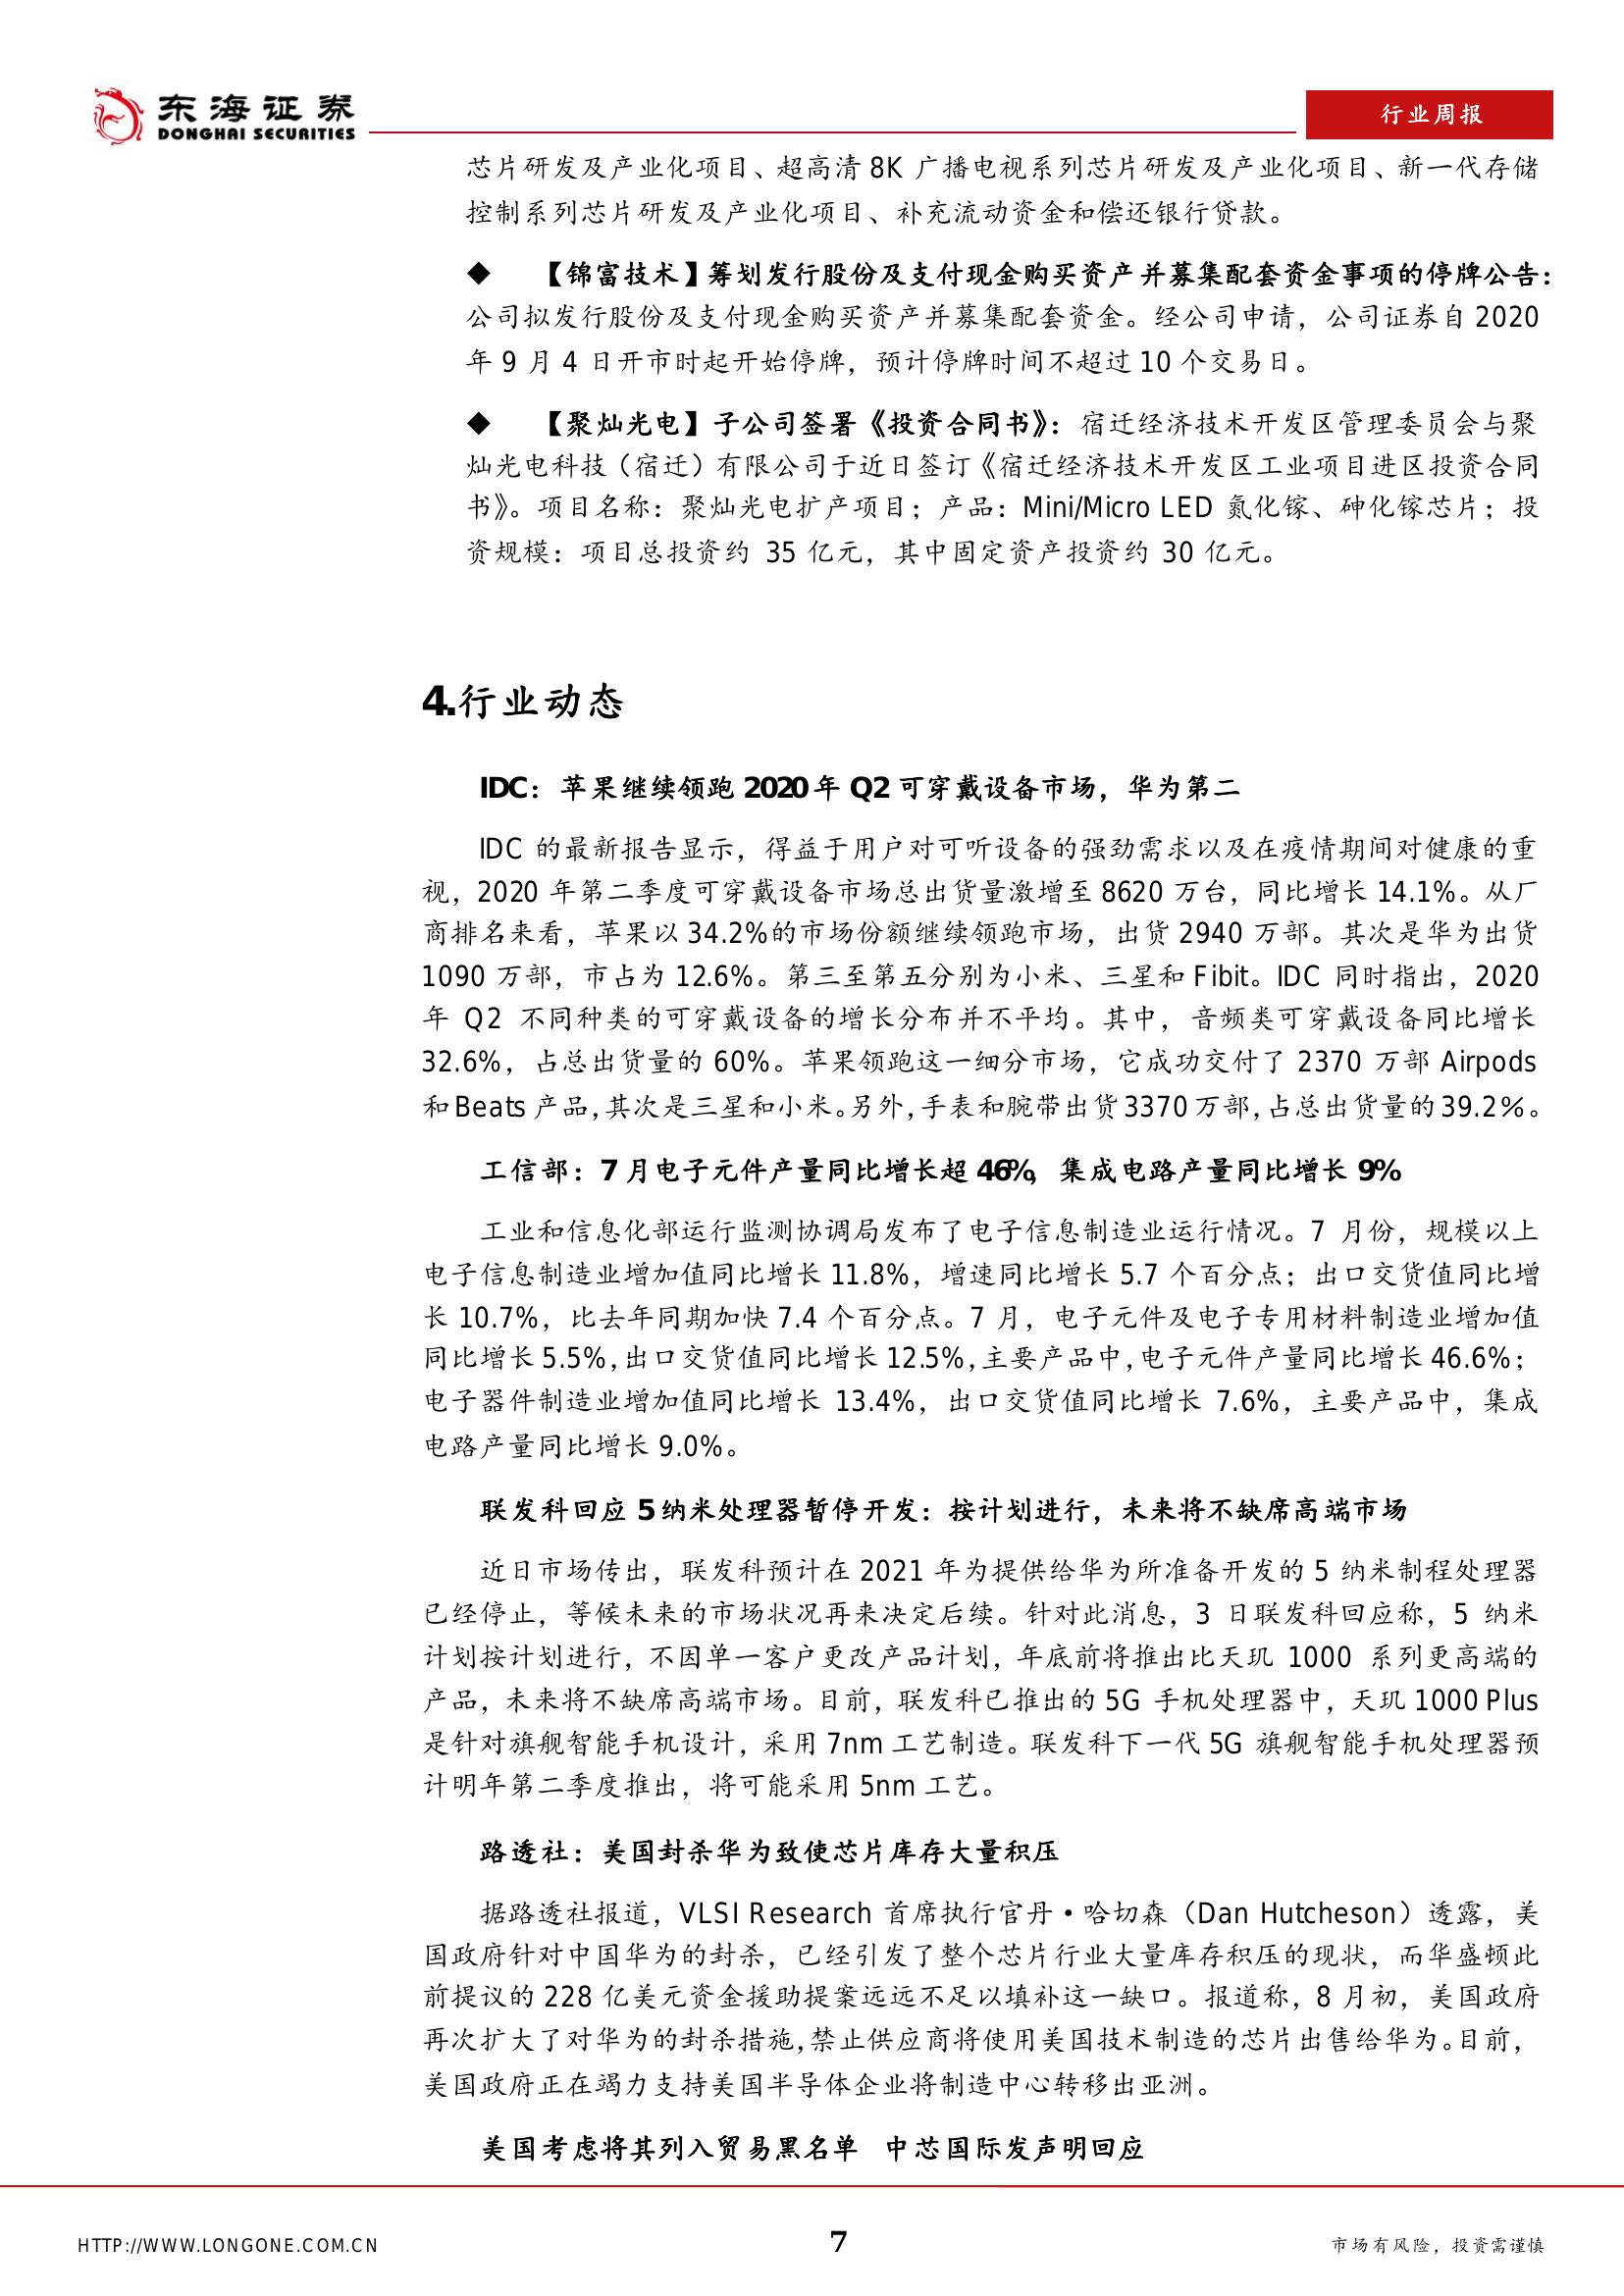 东海证券
DONGHAI SECURITIES
行业周报
芯片研发及产业化项目、超高清 8K 广播电视系列芯片研发及产业化项目、新一代存储
控制系列芯片研发及产业化项目、补充流动资金和偿还银行贷款。
◆ 【锦富技术】筹划发行股份及支付现金购买资产并募集配套资金事项的停牌公告：
公司拟发行股份及支付现金购买资产并募集配套资金。经公司申请，公司证券自 2020
年 9 月 4 日开市时起开始停牌，预计停牌时间不超过 10 个交易日。
◆ 【聚灿光电】子公司签署《投资合同书》：宿迁经济技术开发区管理委员会与聚
灿光电科技（宿迁）有限公司于近日签订《宿迁经济技术开发区工业项目进区投资合同
书》。项目名称：聚灿光电扩产项目；产品：Mini/Micro LED 氮化镓、砷化镓芯片；投
资规模：项目总投资约 35 亿元，其中固定资产投资约 30 亿元。
4.行业动态
IDC：苹果继续领跑 2020 年 Q2 可穿戴设备市场，华为第二
IDC 的最新报告显示，得益于用户对可听设备的强劲需求以及在疫情期间对健康的重
视，2020 年第二季度可穿戴设备市场总出货量激增至 8620 万台，同比增长 14.1%。从厂
商排名来看，苹果以 34.2%的市场份额继续领跑市场，出货 2940 万部。其次是华为出货
1090 万部，市占为 12.6%。第三至第五分别为小米、三星和 Fibit。IDC 同时指出，2020
年 Q2 不同种类的可穿戴设备的增长分布并不平均。其中，音频类可穿戴设备同比增长
32.6%，占总出货量的 60%。苹果领跑这一细分市场，它成功交付了 2370 万部 Airpods
和 Beats 产品，其次是三星和小米。另外，手表和腕带出货 3370 万部，占总出货量的 39.2%。
工信部：7 月电子元件产量同比增长超 46%，集成电路产量同比增长 9%
工业和信息化部运行监测协调局发布了电子信息制造业运行情况。7 月份，规模以上
电子信息制造业增加值同比增长 11.8%，增速同比增长 5.7 个百分点；出口交货值同比增
长 10.7%，比去年同期加快 7.4 个百分点。7 月，电子元件及电子专用材料制造业增加值
同比增长 5.5%，出口交货值同比增长 12.5%，主要产品中，电子元件产量同比增长 46.6%；
电子器件制造业增加值同比增长 13.4%，出口交货值同比增长 7.6%，主要产品中，集成
电路产量同比增长 9.0%。
联发科回应 5 纳米处理器暂停开发：按计划进行，未来将不缺席高端市场
近日市场传出，联发科预计在 2021 年为提供给华为所准备开发的 5 纳米制程处理器
已经停止，等候未来的市场状况再来决定后续。针对此消息，3 日联发科回应称，5 纳米
计划按计划进行，不因单一客户更改产品计划，年底前将推出比天玑 1000 系列更高端的
产品，未来将不缺席高端市场。目前，联发科已推出的 5G 手机处理器中，天玑 1000 Plus
是针对旗舰智能手机设计，采用 7nm 工艺制造。联发科下一代 5G 旗舰智能手机处理器预
计明年第二季度推出，将可能采用 5nm 工艺。
路透社：美国封杀华为致使芯片库存大量积压
据路透社报道，VLSI Research 首席执行官丹·哈切森（Dan Hutcheson）透露，美
国政府针对中国华为的封杀，已经引发了整个芯片行业大量库存积压的现状，而华盛顿此
前提议的 228 亿美元资金援助提案远远不足以填补这一缺口。报道称，8 月初，美国政府
再次扩大了对华为的封杀措施，禁止供应商将使用美国技术制造的芯片出售给华为。目前，
美国政府正在竭力支持美国半导体企业将制造中心转移出亚洲。
美国考虑将其列入贸易黑名单 中芯国际发声明回应
HTTP://WWW.LONGONE.COM.CN
7
市场有风险，投资需谨慎